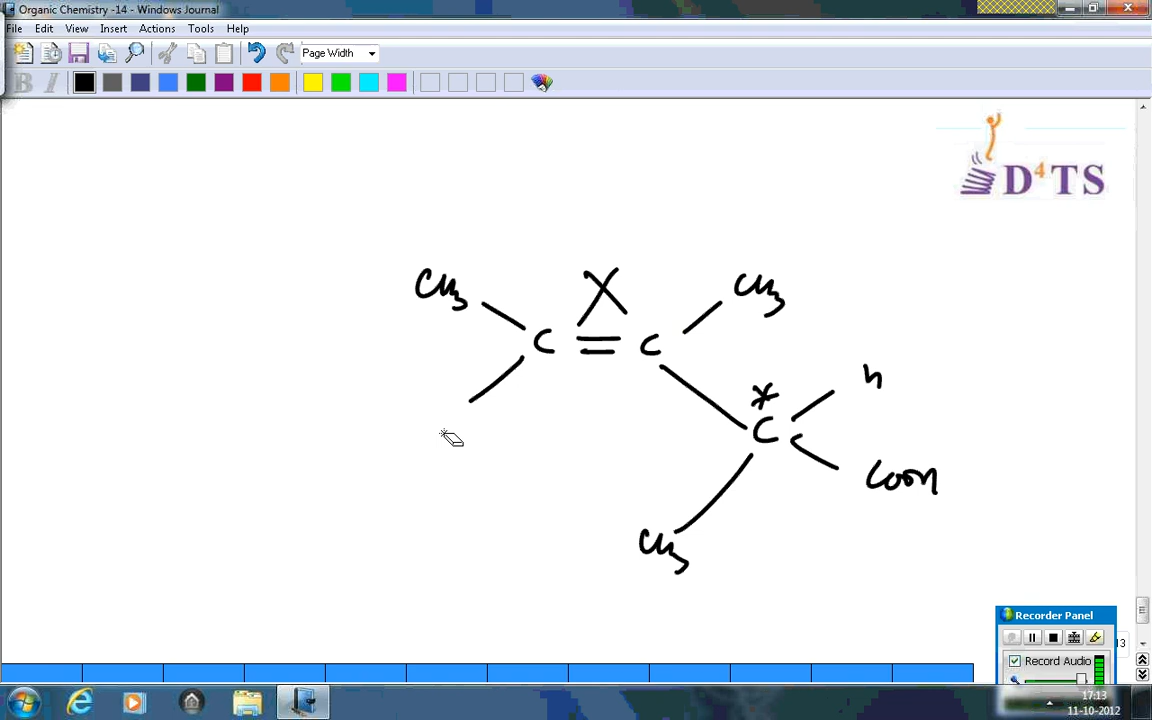 Organic Chemistry -14 - Windows Journal
File Edit View Insert Actions Tools Help
Page Width
B I
D4TS
CH3 X CH3
C = C
* H
C
COOH
CH3
Recorder Panel
13
Record Audio
17:13
11-10-2012